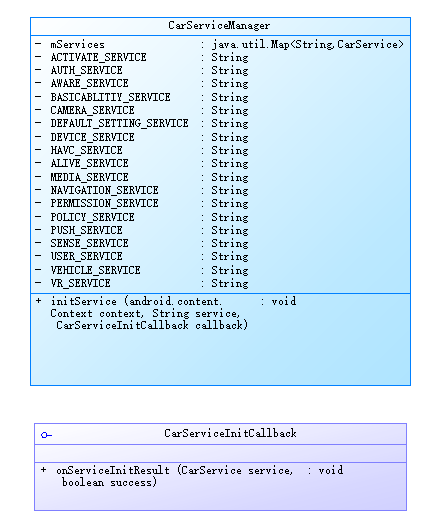 CarServiceManager
- mServices : java.util.Map<String,CarService>
- ACTIVATE_SERVICE : String
- AUTH_SERVICE : String
- AWARE_SERVICE : String
- BASICABLITIY_SERVICE : String
- CAMERA_SERVICE : String
- DEFAULT_SETTING_SERVICE : String
- DEVICE_SERVICE : String
- HAVC_SERVICE : String
- ALIVE_SERVICE : String
- MEDIA_SERVICE : String
- NAVIGATION_SERVICE : String
- PERMISSION_SERVICE : String
- POLICY_SERVICE : String
- PUSH_SERVICE : String
- SENSE_SERVICE : String
- USER_SERVICE : String
- VEHICLE_SERVICE : String
- VR_SERVICE : String
+ initService (android.content. : void
Context context, String service,
CarServiceInitCallback callback)
CarServiceInitCallback
+ onServiceInitResult (CarService service, : void
boolean success)